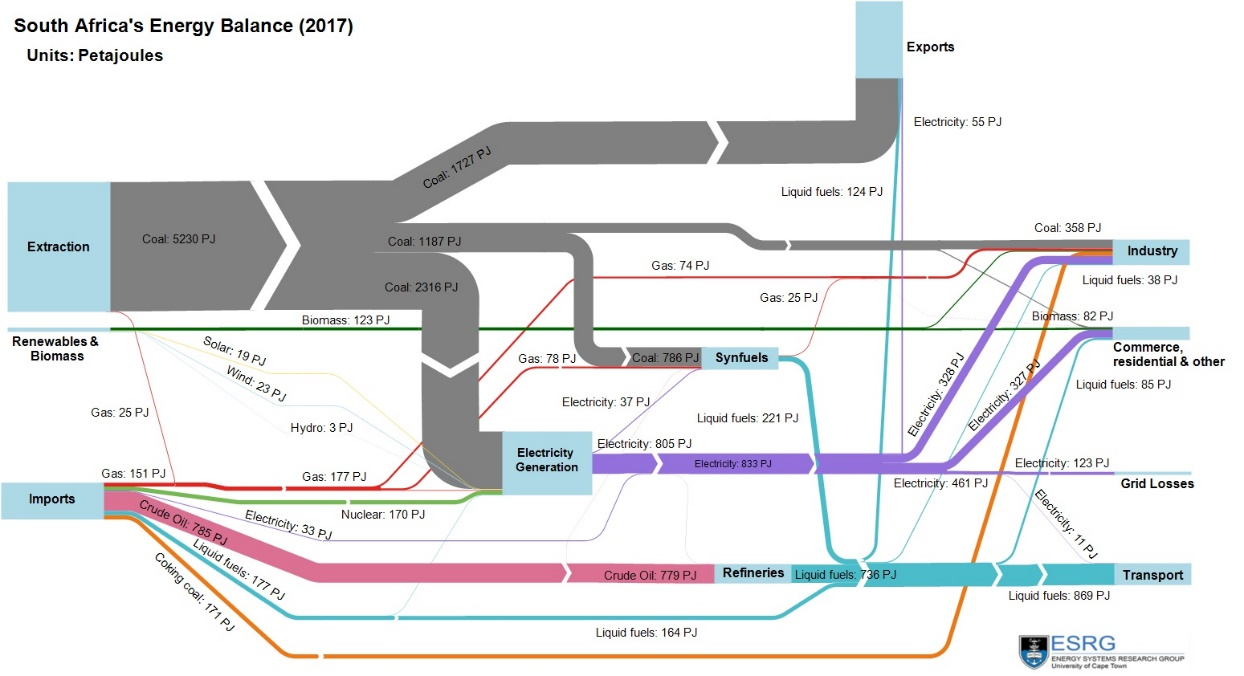 South Africa's Energy Balance (2017)
Units: Petajoules
Exports
Electricity: 55 PJ
Coal: 1727 PJ
Liquid fuels: 124 PJ
Extraction
Coal: 5230 PJ
Coal: 1187 PJ
Coal: 358 PJ
Industry
Gas: 74 PJ
Liquid fuels: 38 PJ
Coal: 2316 PJ
Gas: 25 PJ
Biomass: 123 PJ
Biomass: 82 PJ
Renewables &
Biomass
Solar: 19 PJ
Wind: 23 PJ
Hydro: 3 PJ
Gas: 78 PJ
Coal: 786 PJ
Synfuels
Commerce,
residential & other
Liquid fuels: 85 PJ
Electricity: 37 PJ
Gas: 25 PJ
Liquid fuels: 221 PJ
Electricity: 328 PJ
Electricity: 327 PJ
Electricity
Generation
Electricity: 805 PJ
Electricity: 833 PJ
Electricity: 123 PJ
Electricity: 461 PJ
Grid Losses
Gas: 151 PJ
Gas: 177 PJ
Imports
Nuclear: 170 PJ
Crude Oil: 785 PJ
Electricity: 33 PJ
Electricity: 11 PJ
Liquid fuels: 177 PJ
Coking coal: 171 PJ
Crude Oil: 779 PJ
Refineries
Liquid fuels: 736 PJ
Transport
Liquid fuels: 869 PJ
Liquid fuels: 164 PJ
ESRG
ENERGY SYSTEMS RESEARCH GROUP
University of Cape Town